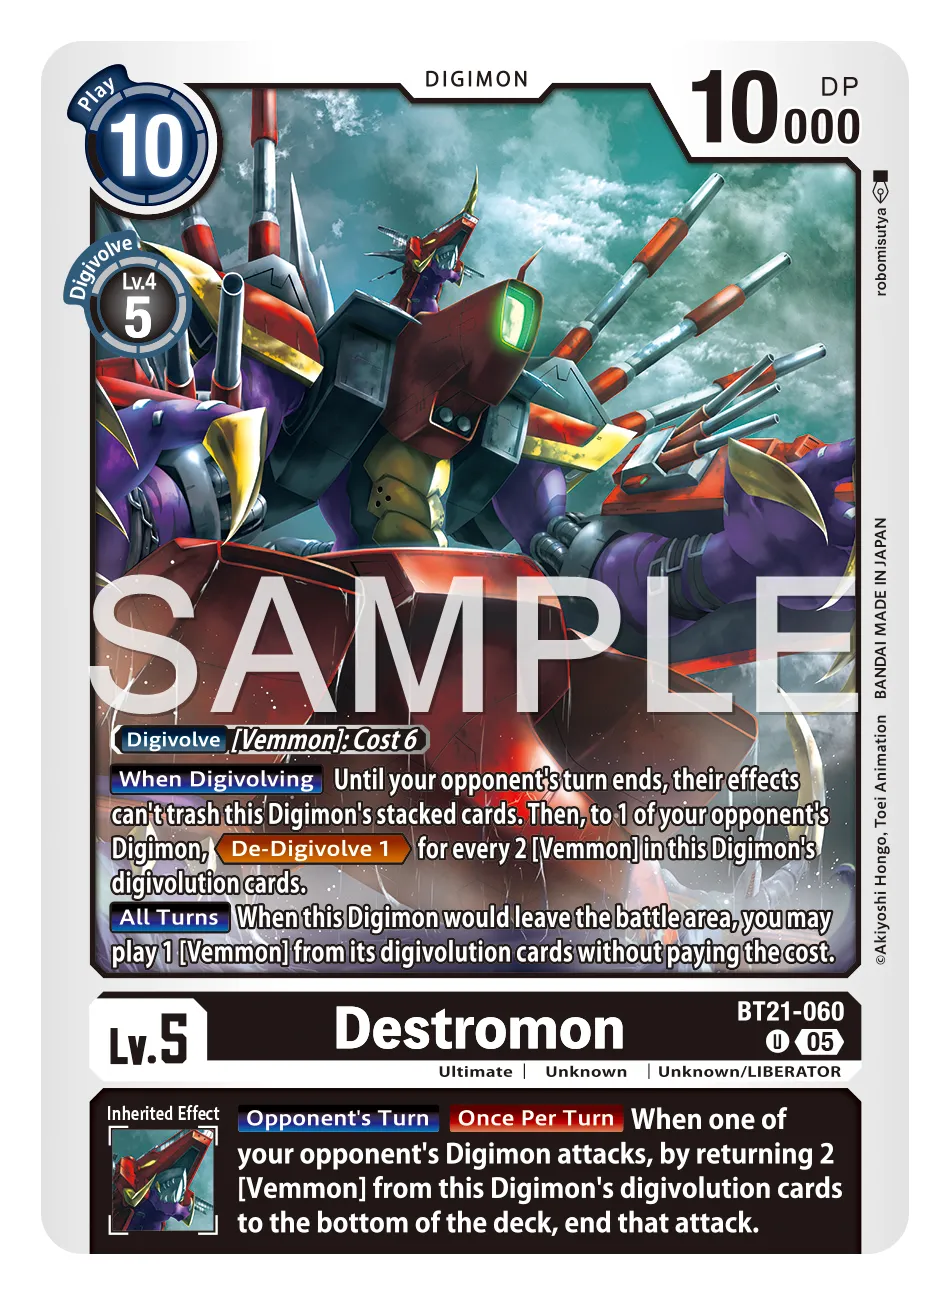 DIGIMON
Play
10
DP
10000
Digivolve
Lv.4
5
robomisutya
SAMPLE
©Akiyoshi Hongo, Toei Animation BANDAI MADE IN JAPAN
Digivolve [Vemmon]: Cost 6
When Digivolving Until your opponent's turn ends, their effects
can't trash this Digimon's stacked cards. Then, to 1 of your opponent's
Digimon, De-Digivolve 1 for every 2 [Vemmon] in this Digimon's
digivolution cards.
All Turns When this Digimon would leave the battle area, you may
play 1 [Vemmon] from its digivolution cards without paying the cost.
Lv.5
Destromon
BT21-060
U 05
Ultimate | Unknown | Unknown/LIBERATOR
Inherited Effect
Opponent's Turn Once Per Turn When one of
your opponent's Digimon attacks, by returning 2
[Vemmon] from this Digimon's digivolution cards
to the bottom of the deck, end that attack.